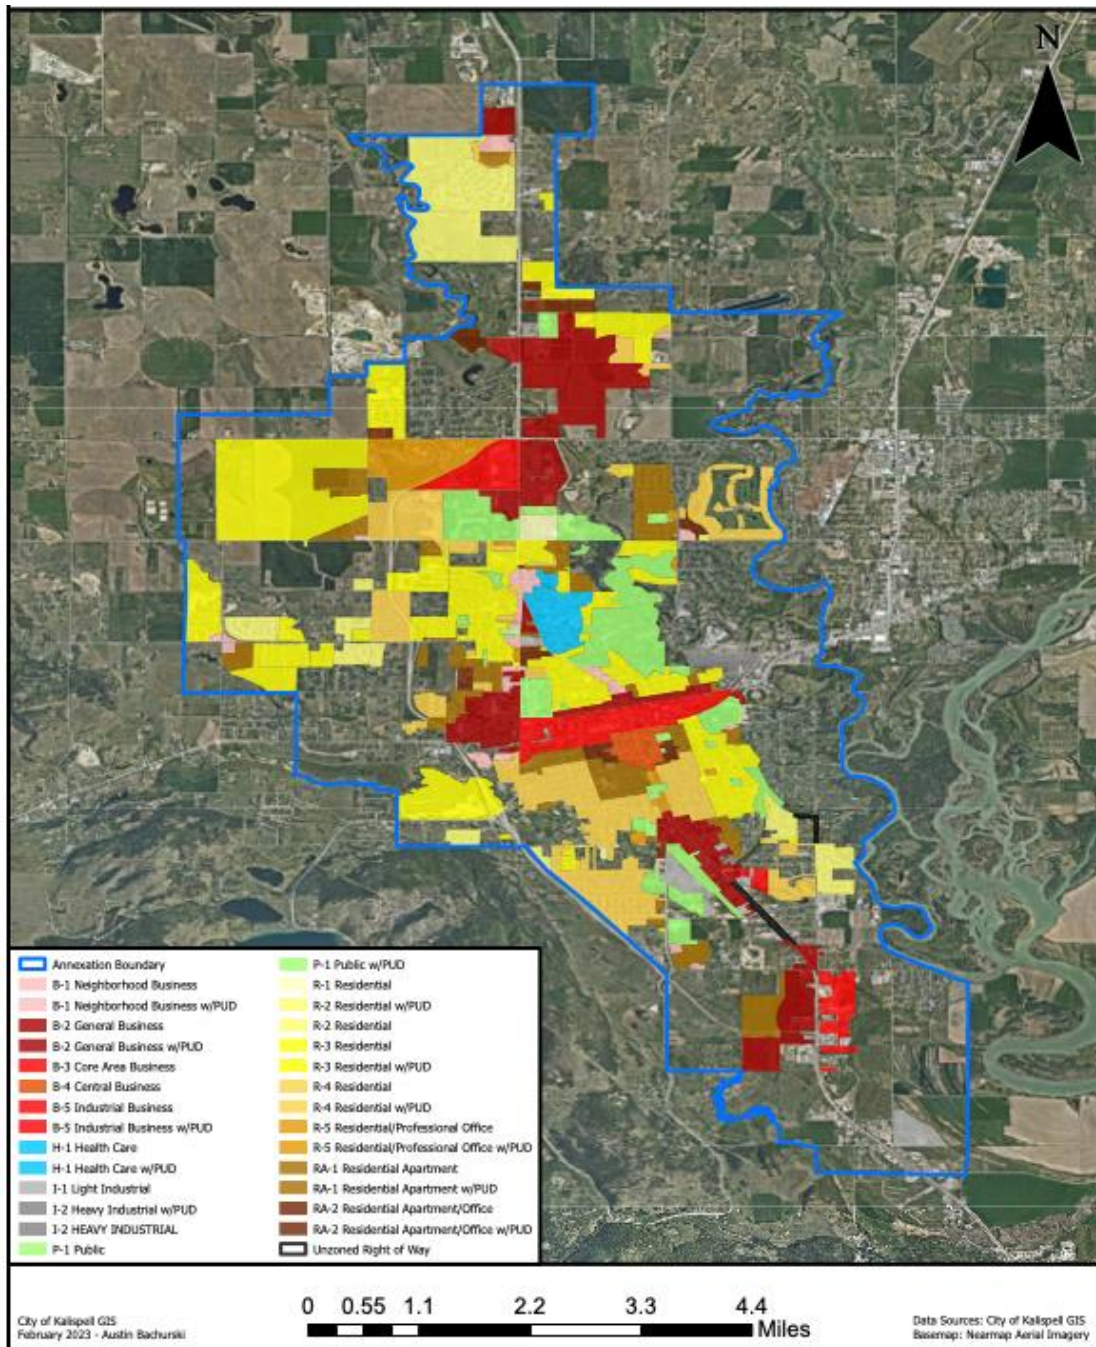 N
Annexation Boundary
B-1 Neighborhood Business
B-1 Neighborhood Business w/PUD
B-2 General Business
B-2 General Business w/PUD
B-3 Core Area Business
B-4 Central Business
B-5 Industrial Business
B-5 Industrial Business w/PUD
H-1 Health Care
H-1 Health Care w/PUD
I-1 Light Industrial
I-2 Heavy Industrial w/PUD
I-2 HEAVY INDUSTRIAL
P-1 Public
P-1 Public w/PUD
R-1 Residential
R-2 Residential w/PUD
R-2 Residential
R-3 Residential
R-3 Residential w/PUD
R-4 Residential
R-4 Residential w/PUD
R-5 Residential/Professional Office
R-5 Residential/Professional Office w/PUD
RA-1 Residential Apartment
RA-1 Residential Apartment w/PUD
RA-2 Residential Apartment/Office
RA-2 Residential Apartment/Office w/PUD
Unzoned Right of Way
0 0.55 1.1 2.2 3.3 4.4
Miles
City of Kalispell GIS
February 2023 - Austin Bachurski
Data Sources: City of Kalispell GIS
Basemap: Nearmap Aerial Imagery